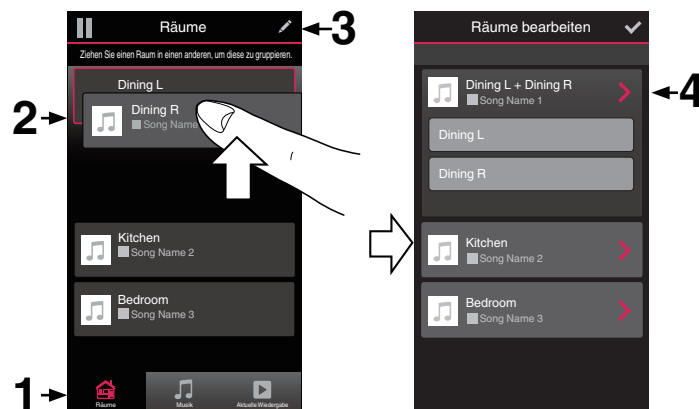 Räume
3
Ziehen Sie einen Raum in einen anderen, um diese zu gruppieren.
2
Dining L
Dining R
Song Name
Kitchen
Song Name 2
Bedroom
Song Name 3
1
Räume
Musik
Aktuelle Wiedergabe
Räume bearbeiten
4
Dining L + Dining R
Song Name 1
Dining L
Dining R
Kitchen
Song Name 2
Bedroom
Song Name 3